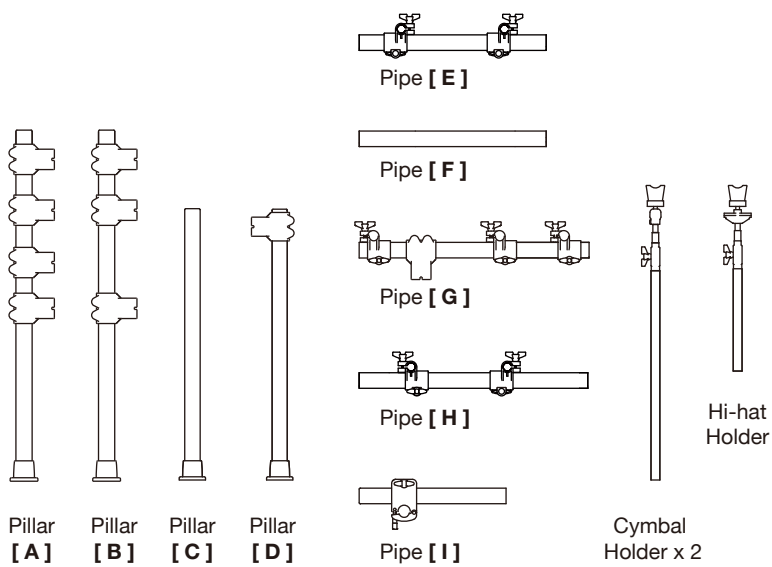 Pipe [ E ]
Pipe [ F ]
Pipe [ G ]
Pipe [ H ]
Pipe [ I ]
Pillar
[ A ]
Pillar
[ B ]
Pillar
[ C ]
Pillar
[ D ]
Cymbal
Holder x 2
Hi-hat
Holder